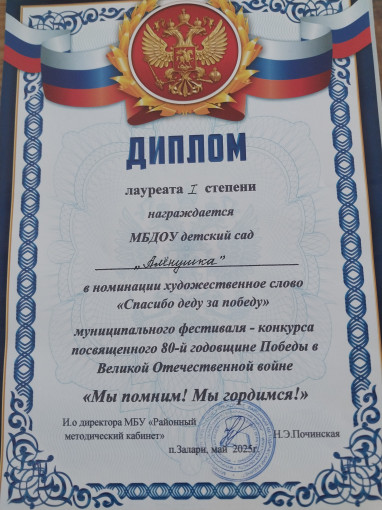 ДИПЛОМ
лауреата I степени
награждается
МБДОУ детский сад
„Алёнушка"
в номинации художественное слово
«Спасибо деду за победу»
муниципального фестиваля - конкурса
посвященного 80-й годовщине Победы в
Великой Отечественной войне
«Мы помним! Мы гордимся!»
И.о директора МБУ «Районный
методический кабинет»
Н.Э.Починская
п.Залари, май 2025г.